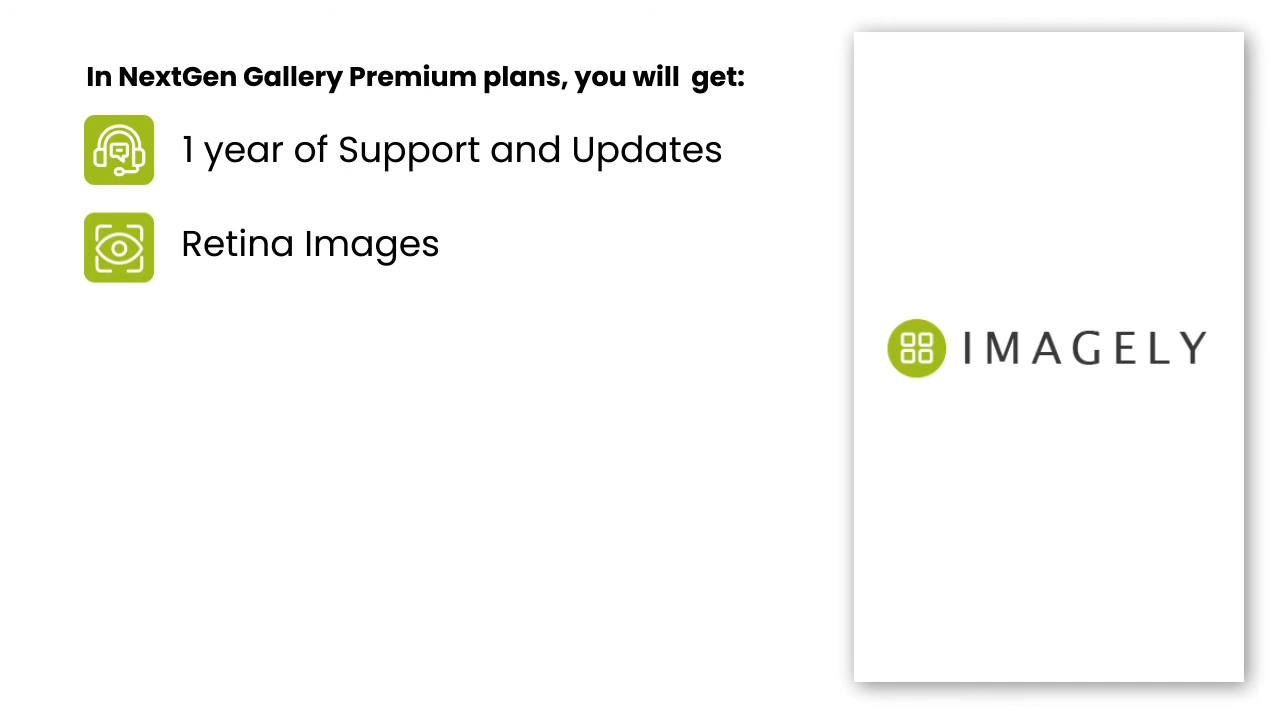 In NextGen Gallery Premium plans, you will  get:
1 year of Support and Updates
Retina Images
IMAGELY